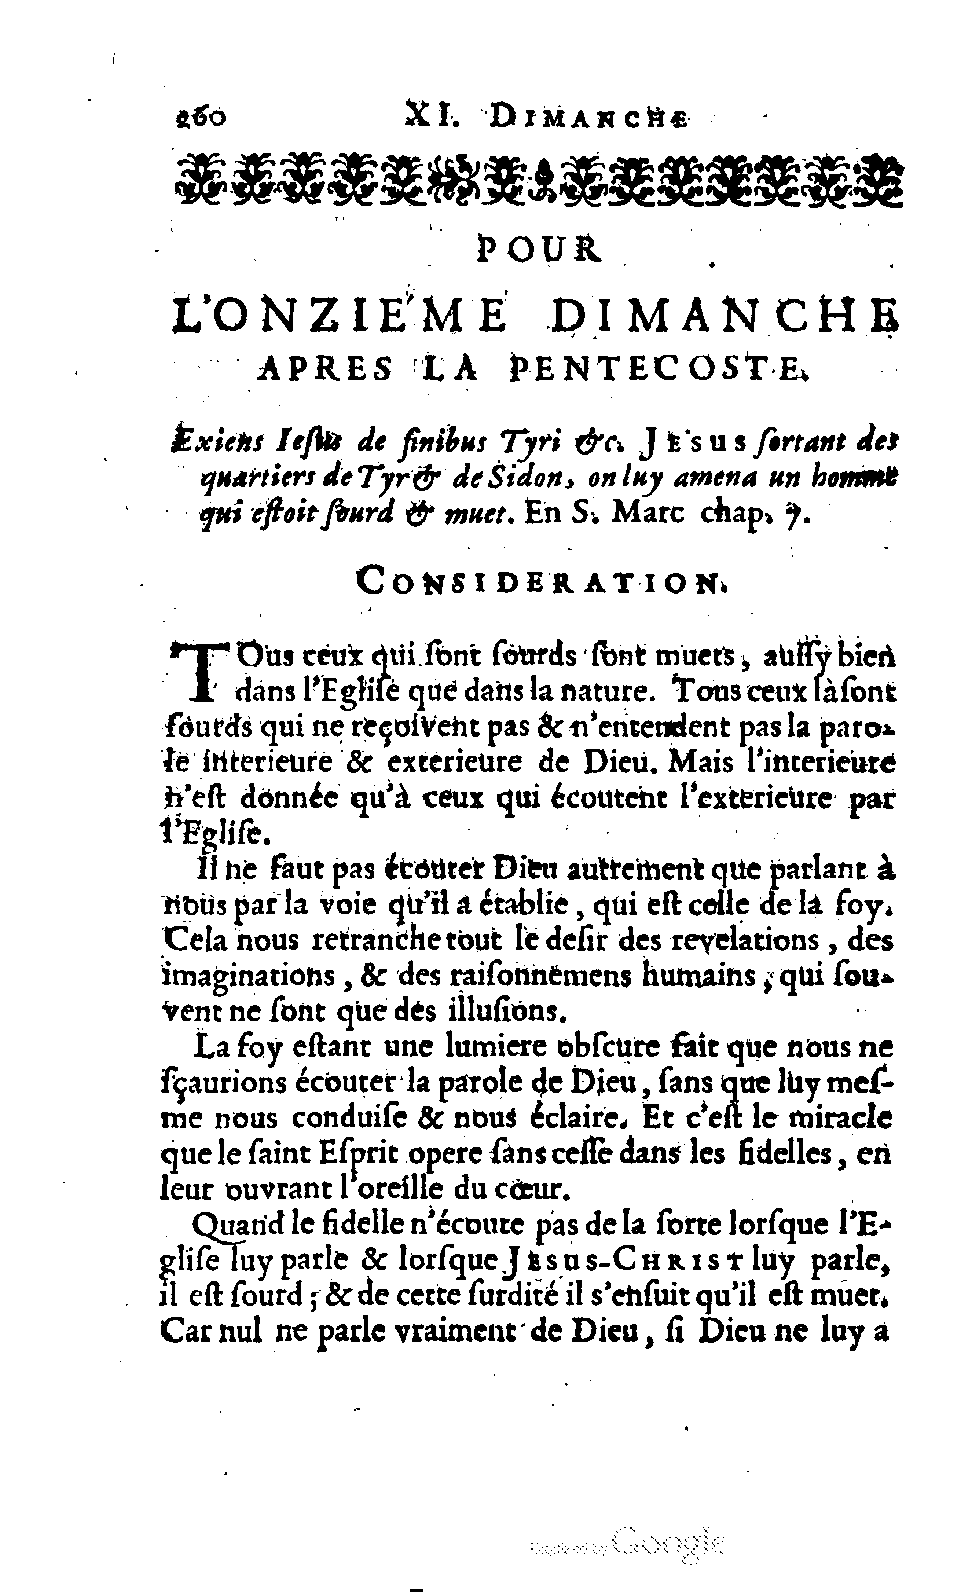 260 XI. DIMANCHE
POUR
L'ONZIE'ME DIMANCHE
APRES LA PENTECOSTE.
Exiens Ieſus de finibus Tyri &c. JESUS ſortant des
quartiers de Tyr & de Sidon, on luy amena un homme
qui eſtoit ſourd & muet. En S. Marc chap. 7.
CONSIDERATION.
TOus ceux qui ſont ſourds ſont muets, auſſy bien
dans l'Egliſe que dans la nature. Tous ceux là ſont
ſourds qui ne reçoivent pas & n'entendent pas la paro-
le interieure & exterieure de Dieu. Mais l'interieure
n'eſt donnée qu'à ceux qui écoutent l'exterieure par
l'Egliſe.
Il ne faut pas écouter Dieu autrement que parlant à
nous par la voie qu'il a établie, qui eſt celle de la foy.
Cela nous retranche tout le deſir des revelations, des
imaginations, & des raiſonnemens humains, qui ſou-
vent ne ſont que des illuſions.
La foy eſtant une lumiere obſcure fait que nous ne
ſçaurions écouter la parole de Dieu, ſans que luy meſ-
me nous conduiſe & nous éclaire. Et c'eſt le miracle
que le ſaint Eſprit opere ſans ceſſe dans les fidelles, en
leur ouvrant l'oreille du cœur.
Quand le fidelle n'écoute pas de la ſorte lorſque l'E-
gliſe luy parle & lorſque JESUS-CHRIST luy parle,
il eſt ſourd; & de cette ſurdité il s'enſuit qu'il eſt muet.
Car nul ne parle vraiment de Dieu, ſi Dieu ne luy a
Google